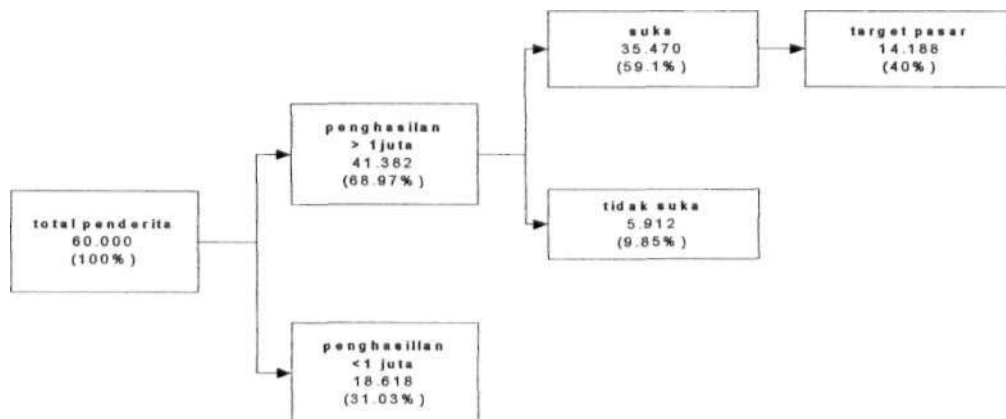 total penderita
60.000
(100%)
penghasilan
> 1juta
41.382
(68.97%)
penghasillan
<1 juta
18.618
(31.03%)
suka
35.470
(59.1%)
tidak suka
5.912
(9.85%)
target pasar
14.188
(40%)